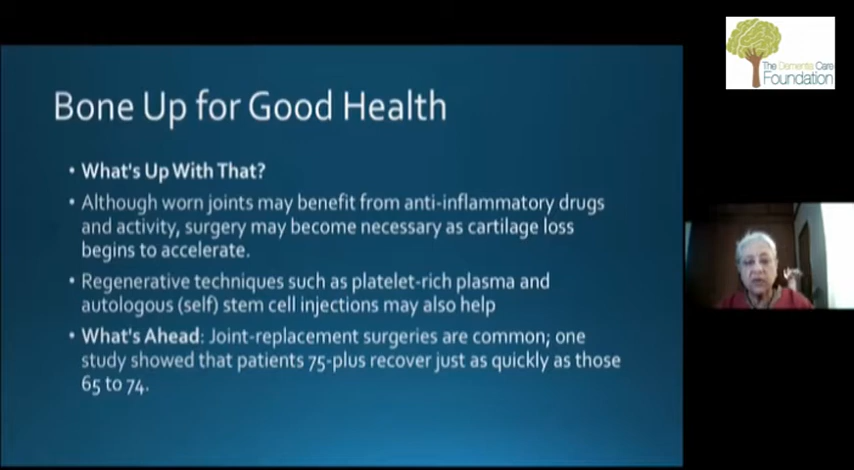 The Dementia Care
Foundation
Bone Up for Good Health
• What's Up With That?
• Although worn joints may benefit from anti-inflammatory drugs
and activity, surgery may become necessary as cartilage loss
begins to accelerate.
• Regenerative techniques such as platelet-rich plasma and
autologous (self) stem cell injections may also help
• What's Ahead: Joint-replacement surgeries are common; one
study showed that patients 75-plus recover just as quickly as those
65 to 74.